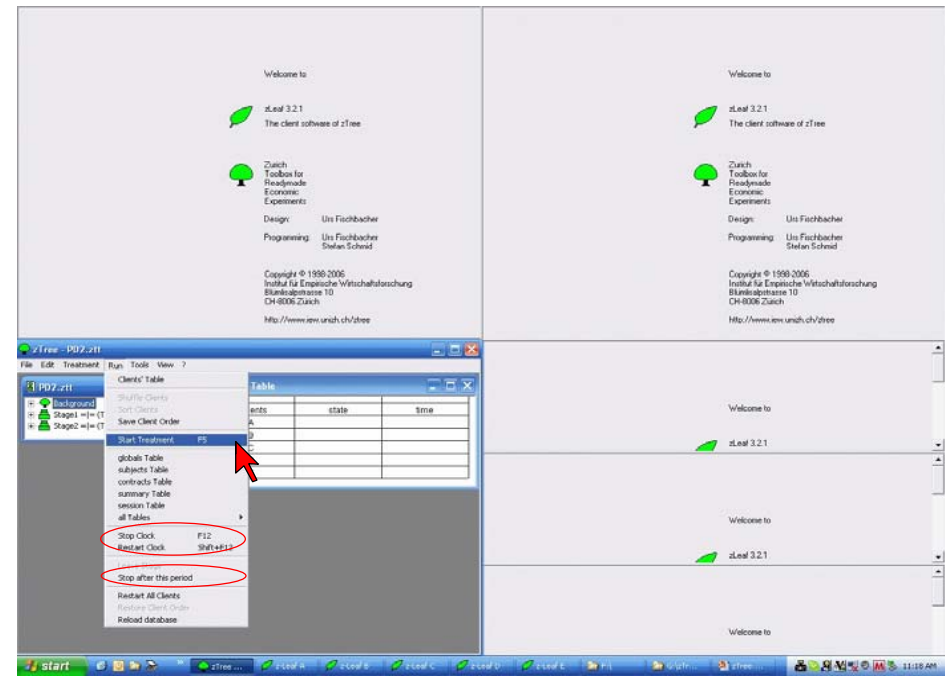 Welcome to
zLeaf 3.2.1
The client software of zTree
Zurich
Toolbox for
Readymade
Economic
Experiments
Design: Urs Fischbacher
Programming: Urs Fischbacher
Stefan Schmid
Copyright © 1998-2006
Institut für Empirische Wirtschaftsforschung
Blümlisalpstrasse 10
CH-8006 Zürich
http://www.iew.unizh.ch/ztree
Welcome to
zLeaf 3.2.1
The client software of zTree
Zurich
Toolbox for
Readymade
Economic
Experiments
Design: Urs Fischbacher
Programming: Urs Fischbacher
Stefan Schmid
Copyright © 1998-2006
Institut für Empirische Wirtschaftsforschung
Blümlisalpstrasse 10
CH-8006 Zürich
http://www.iew.unizh.ch/ztree
zTree - PD2.ztt
File Edit Treatment Run Tools View ?
PD2.ztt
Background
Stage1 =|= (T
Stage2 =|= (T
Table
ents state time
A
C
Clients' Table
Shuffle Clients
Sort Clients
Save Client Order
Start Treatment F5
globals Table
subjects Table
contracts Table
summary Table
session Table
all Tables
Stop Clock F12
Restart Clock Shift+F12
Leave Stage
Stop after this period
Restart All Clients
Restore Client Order
Reload database
Welcome to
zLeaf 3.2.1
Welcome to
zLeaf 3.2.1
Welcome to
start zTree ... zLeaf A zLeaf B zLeaf C zLeaf D zLeaf E zTree ... 11:18 AM